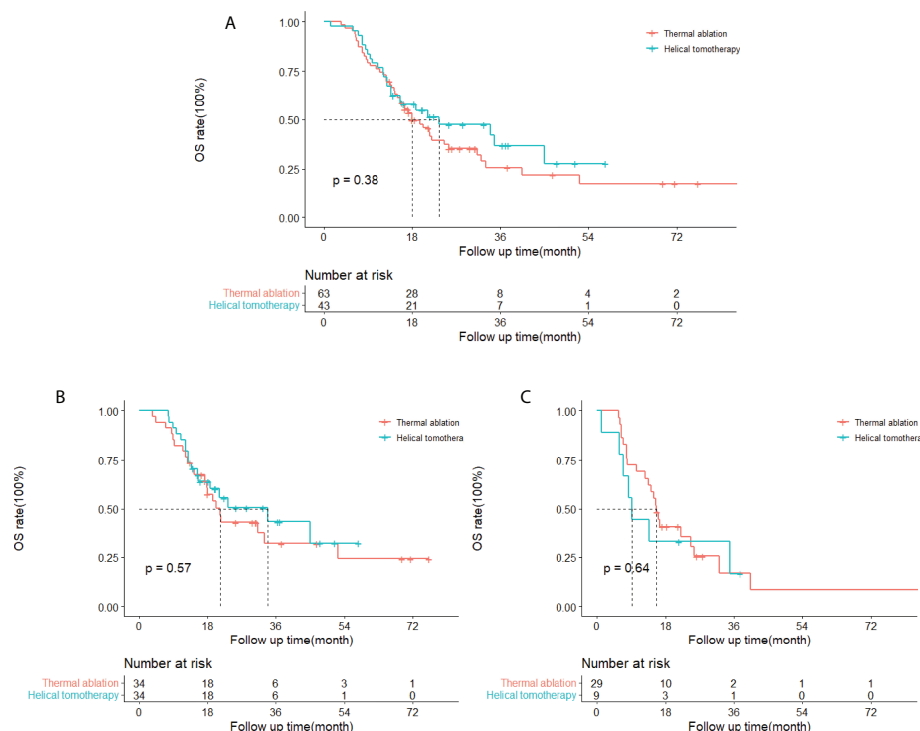 A
Thermal ablation
Helical tomotherapy
OS rate(100%)
1.00
0.75
0.50
0.25
0.00
p = 0.38
0 18 36 54 72
Follow up time(month)
Number at risk
Thermal ablation 63 28 8 4 2
Helical tomotherapy 43 21 7 1 0
0 18 36 54 72
Follow up time(month)
B
Thermal ablation
Helical tomothera
OS rate(100%)
1.00
0.75
0.50
0.25
0.00
p = 0.57
0 18 36 54 72
Follow up time(month)
Number at risk
Thermal ablation 34 18 6 3 1
Helical tomotherapy 34 18 6 1 0
0 18 36 54 72
Follow up time(month)
C
Thermal ablation
Helical tomothera
OS rate(100%)
1.00
0.75
0.50
0.25
0.00
p = 0.64
0 18 36 54 72
Follow up time(month)
Number at risk
Thermal ablation 29 10 2 1 1
Helical tomotherapy 9 3 1 0 0
0 18 36 54 72
Follow up time(month)